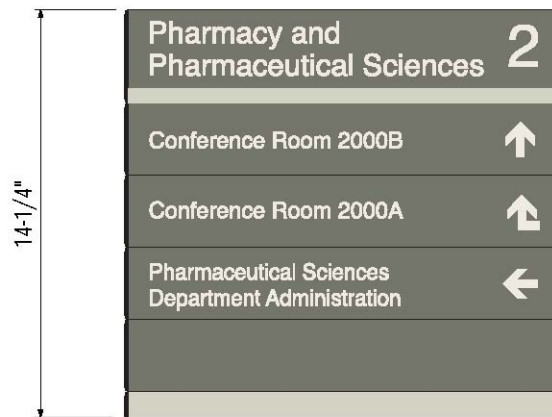 Pharmacy and
Pharmaceutical Sciences 2
Conference Room 2000B
Conference Room 2000A
Pharmaceutical Sciences
Department Administration
14-1/4"